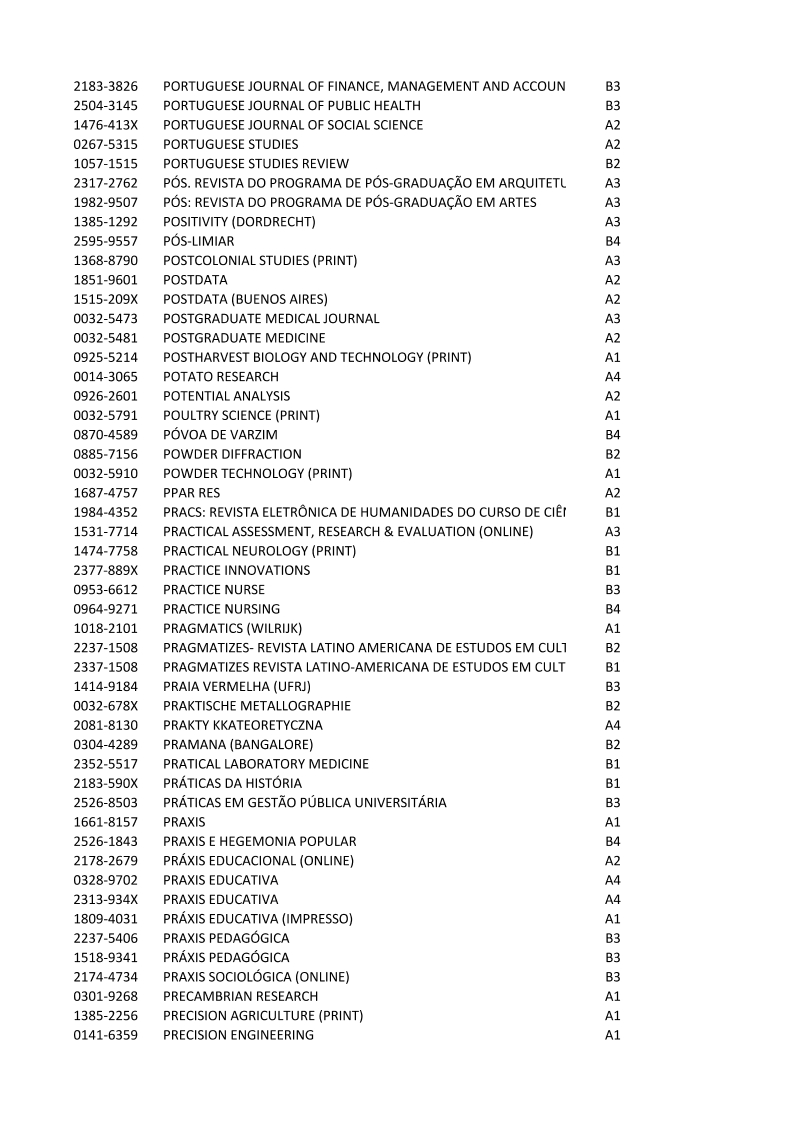 2183-3826 PORTUGUESE JOURNAL OF FINANCE, MANAGEMENT AND ACCOUN B3
2504-3145 PORTUGUESE JOURNAL OF PUBLIC HEALTH B3
1476-413X PORTUGUESE JOURNAL OF SOCIAL SCIENCE A2
0267-5315 PORTUGUESE STUDIES A2
1057-1515 PORTUGUESE STUDIES REVIEW B2
2317-2762 PÓS. REVISTA DO PROGRAMA DE PÓS-GRADUAÇÃO EM ARQUITETU A3
1982-9507 PÓS: REVISTA DO PROGRAMA DE PÓS-GRADUAÇÃO EM ARTES A3
1385-1292 POSITIVITY (DORDRECHT) A3
2595-9557 PÓS-LIMIAR B4
1368-8790 POSTCOLONIAL STUDIES (PRINT) A3
1851-9601 POSTDATA A2
1515-209X POSTDATA (BUENOS AIRES) A2
0032-5473 POSTGRADUATE MEDICAL JOURNAL A3
0032-5481 POSTGRADUATE MEDICINE A2
0925-5214 POSTHARVEST BIOLOGY AND TECHNOLOGY (PRINT) A1
0014-3065 POTATO RESEARCH A4
0926-2601 POTENTIAL ANALYSIS A2
0032-5791 POULTRY SCIENCE (PRINT) A1
0870-4589 PÓVOA DE VARZIM B4
0885-7156 POWDER DIFFRACTION B2
0032-5910 POWDER TECHNOLOGY (PRINT) A1
1687-4757 PPAR RES A2
1984-4352 PRACS: REVISTA ELETRÔNICA DE HUMANIDADES DO CURSO DE CIÊN B1
1531-7714 PRACTICAL ASSESSMENT, RESEARCH & EVALUATION (ONLINE) A3
1474-7758 PRACTICAL NEUROLOGY (PRINT) B1
2377-889X PRACTICE INNOVATIONS B1
0953-6612 PRACTICE NURSE B3
0964-9271 PRACTICE NURSING B4
1018-2101 PRAGMATICS (WILRIJK) A1
2237-1508 PRAGMATIZES- REVISTA LATINO AMERICANA DE ESTUDOS EM CULT B2
2337-1508 PRAGMATIZES REVISTA LATINO-AMERICANA DE ESTUDOS EM CULT B1
1414-9184 PRAIA VERMELHA (UFRJ) B3
0032-678X PRAKTISCHE METALLOGRAPHIE B2
2081-8130 PRAKTY KKATEORETYCZNA A4
0304-4289 PRAMANA (BANGALORE) B2
2352-5517 PRATICAL LABORATORY MEDICINE B1
2183-590X PRÁTICAS DA HISTÓRIA B1
2526-8503 PRÁTICAS EM GESTÃO PÚBLICA UNIVERSITÁRIA B3
1661-8157 PRAXIS A1
2526-1843 PRAXIS E HEGEMONIA POPULAR B4
2178-2679 PRÁXIS EDUCACIONAL (ONLINE) A2
0328-9702 PRAXIS EDUCATIVA A4
2313-934X PRAXIS EDUCATIVA A4
1809-4031 PRÁXIS EDUCATIVA (IMPRESSO) A1
2237-5406 PRAXIS PEDAGÓGICA B3
1518-9341 PRÁXIS PEDAGÓGICA B3
2174-4734 PRAXIS SOCIOLÓGICA (ONLINE) B3
0301-9268 PRECAMBRIAN RESEARCH A1
1385-2256 PRECISION AGRICULTURE (PRINT) A1
0141-6359 PRECISION ENGINEERING A1